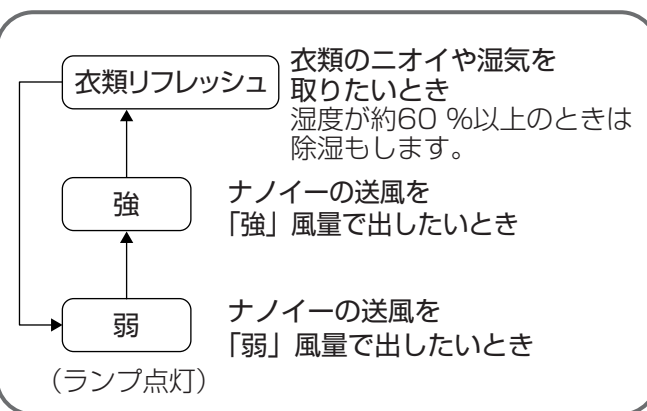 衣類リフレッシュ
衣類のニオイや湿気を
取りたいとき
湿度が約60 %以上のときは
除湿もします。
強
ナノイーの送風を
「強」風量で出したいとき
弱
ナノイーの送風を
「弱」風量で出したいとき
（ランプ点灯）